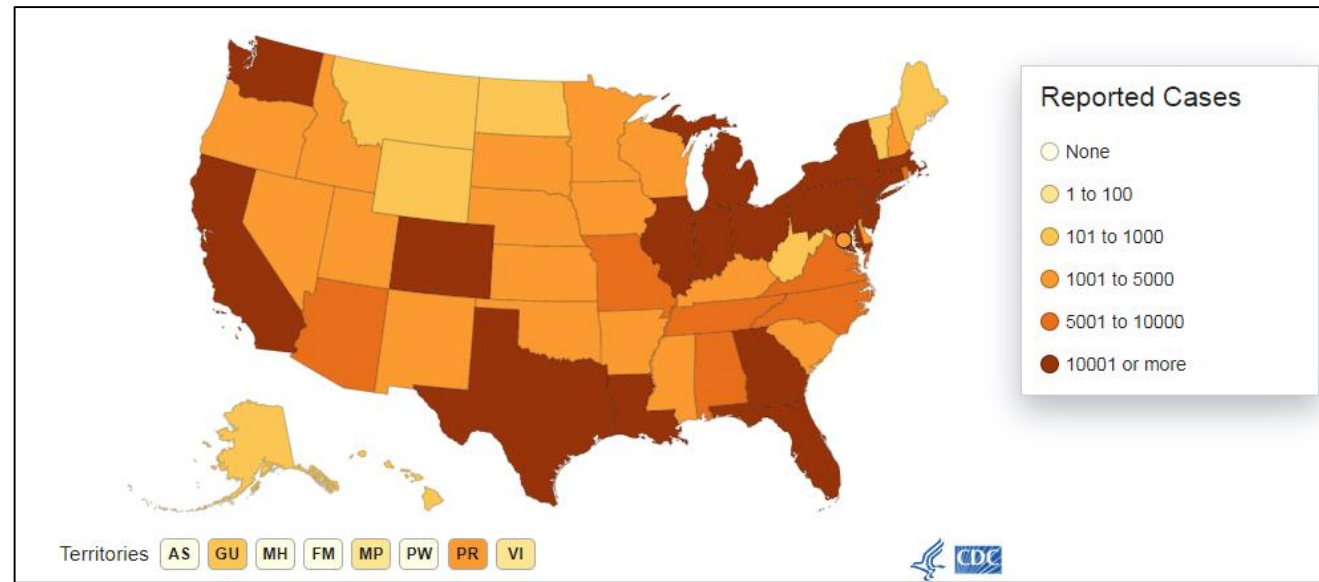 Reported Cases
None
1 to 100
101 to 1000
1001 to 5000
5001 to 10000
10001 or more
Territories AS GU MH FM MP PW PR VI
CDC